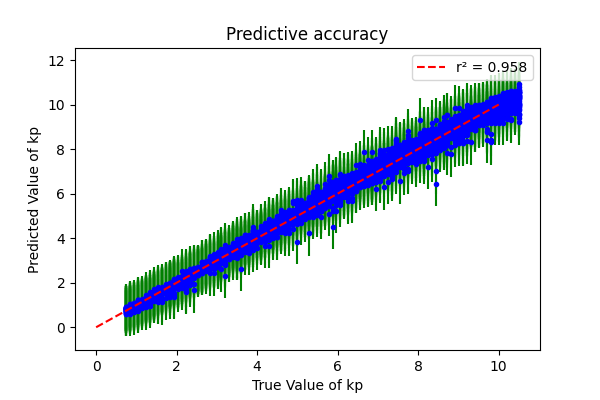 Predictive accuracy
r² = 0.958
12
10
8
6
4
2
0
Predicted Value of kp
0 2 4 6 8 10
True Value of kp